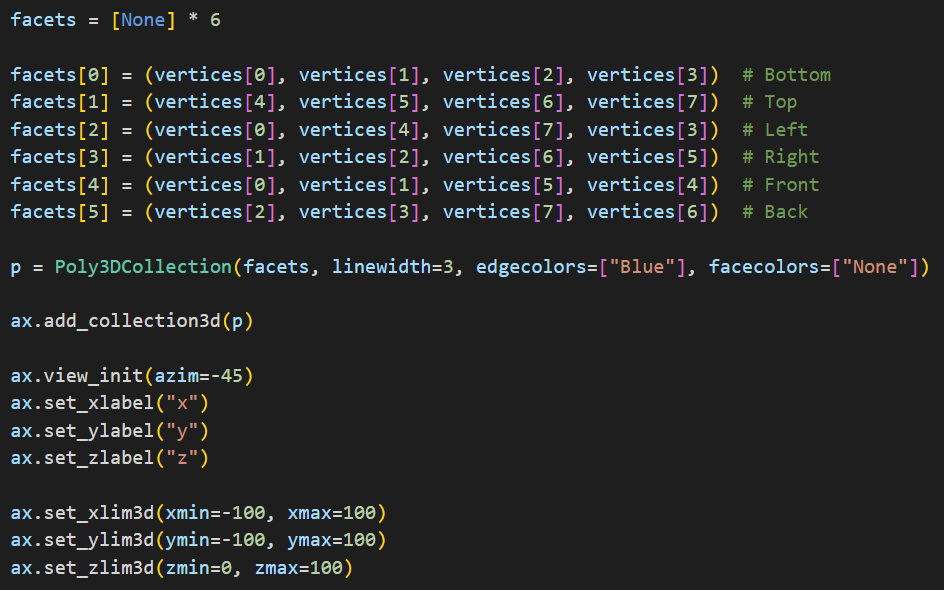 facets = [None] * 6
facets[0] = (vertices[0], vertices[1], vertices[2], vertices[3])  # Bottom
facets[1] = (vertices[4], vertices[5], vertices[6], vertices[7])  # Top
facets[2] = (vertices[0], vertices[4], vertices[7], vertices[3])  # Left
facets[3] = (vertices[1], vertices[2], vertices[6], vertices[5])  # Right
facets[4] = (vertices[0], vertices[1], vertices[5], vertices[4])  # Front
facets[5] = (vertices[2], vertices[3], vertices[7], vertices[6])  # Back
p = Poly3DCollection(facets, linewidth=3, edgecolors=["Blue"], facecolors=["None"])
ax.add_collection3d(p)
ax.view_init(azim=-45)
ax.set_xlabel("x")
ax.set_ylabel("y")
ax.set_zlabel("z")
ax.set_xlim3d(xmin=-100, xmax=100)
ax.set_ylim3d(ymin=-100, ymax=100)
ax.set_zlim3d(zmin=0, zmax=100)